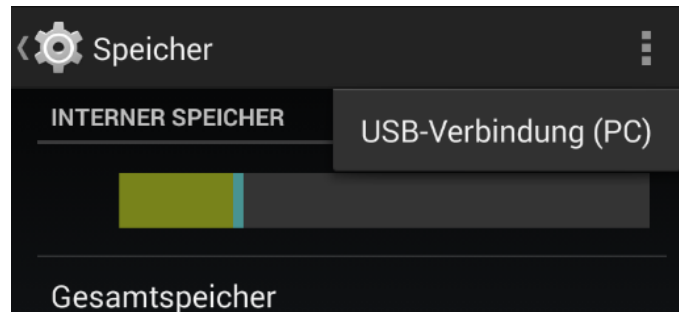 Speicher
INTERNER SPEICHER
USB-Verbindung (PC)
Gesamtspeicher